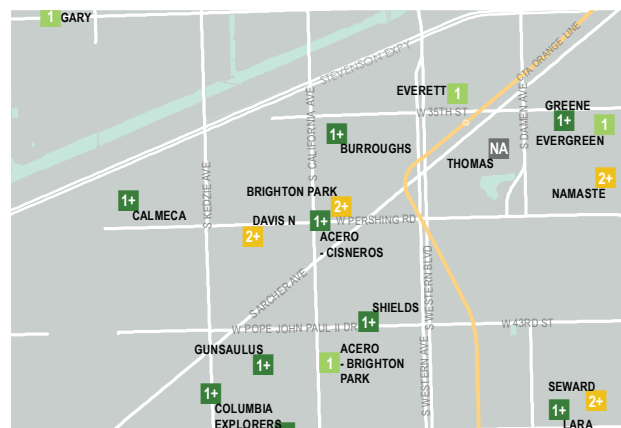 1 GARY
STEVENSON EXPY
CTA ORANGE LINE
S DAMEN AVE
S CALIFORNIA AVE
EVERETT 1
W 35TH ST
GREENE
1+
1
EVERGREEN
1+
BURROUGHS
NA
THOMAS
S KEDZIE AVE
2+
NAMASTE
BRIGHTON PARK
2+
1+
CALMECA
DAVIS N
2+
1+
W PERSHING RD
ACERO
- CISNEROS
S ARCHER AVE
S WESTERN BLVD
SHIELDS
1+
W POPE JOHN PAUL II DR
W 43RD ST
GUNSAULUS
1+
1
ACERO
- BRIGHTON
PARK
S WESTERN AVE
1+
COLUMBIA
EXPLORERS
1+
SEWARD
2+
1+
LARA